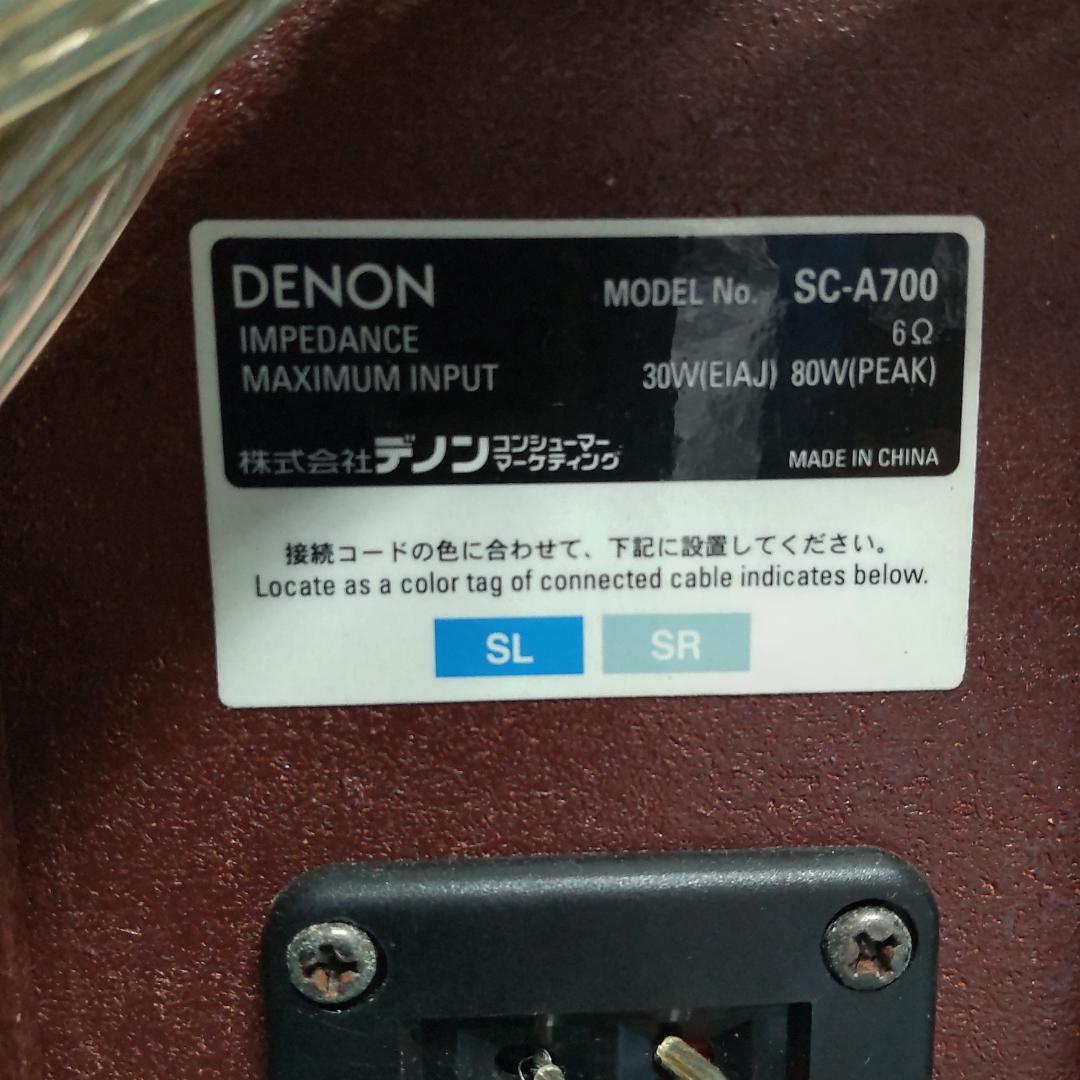 DENON MODEL No. SC-A700
IMPEDANCE 6Ω
MAXIMUM INPUT 30W(EIAJ) 80W(PEAK)
株式会社デノン コンシューマー マーケティング MADE IN CHINA
接続コードの色に合わせて、下記に設置してください。
Locate as a color tag of connected cable indicates below.
SL SR